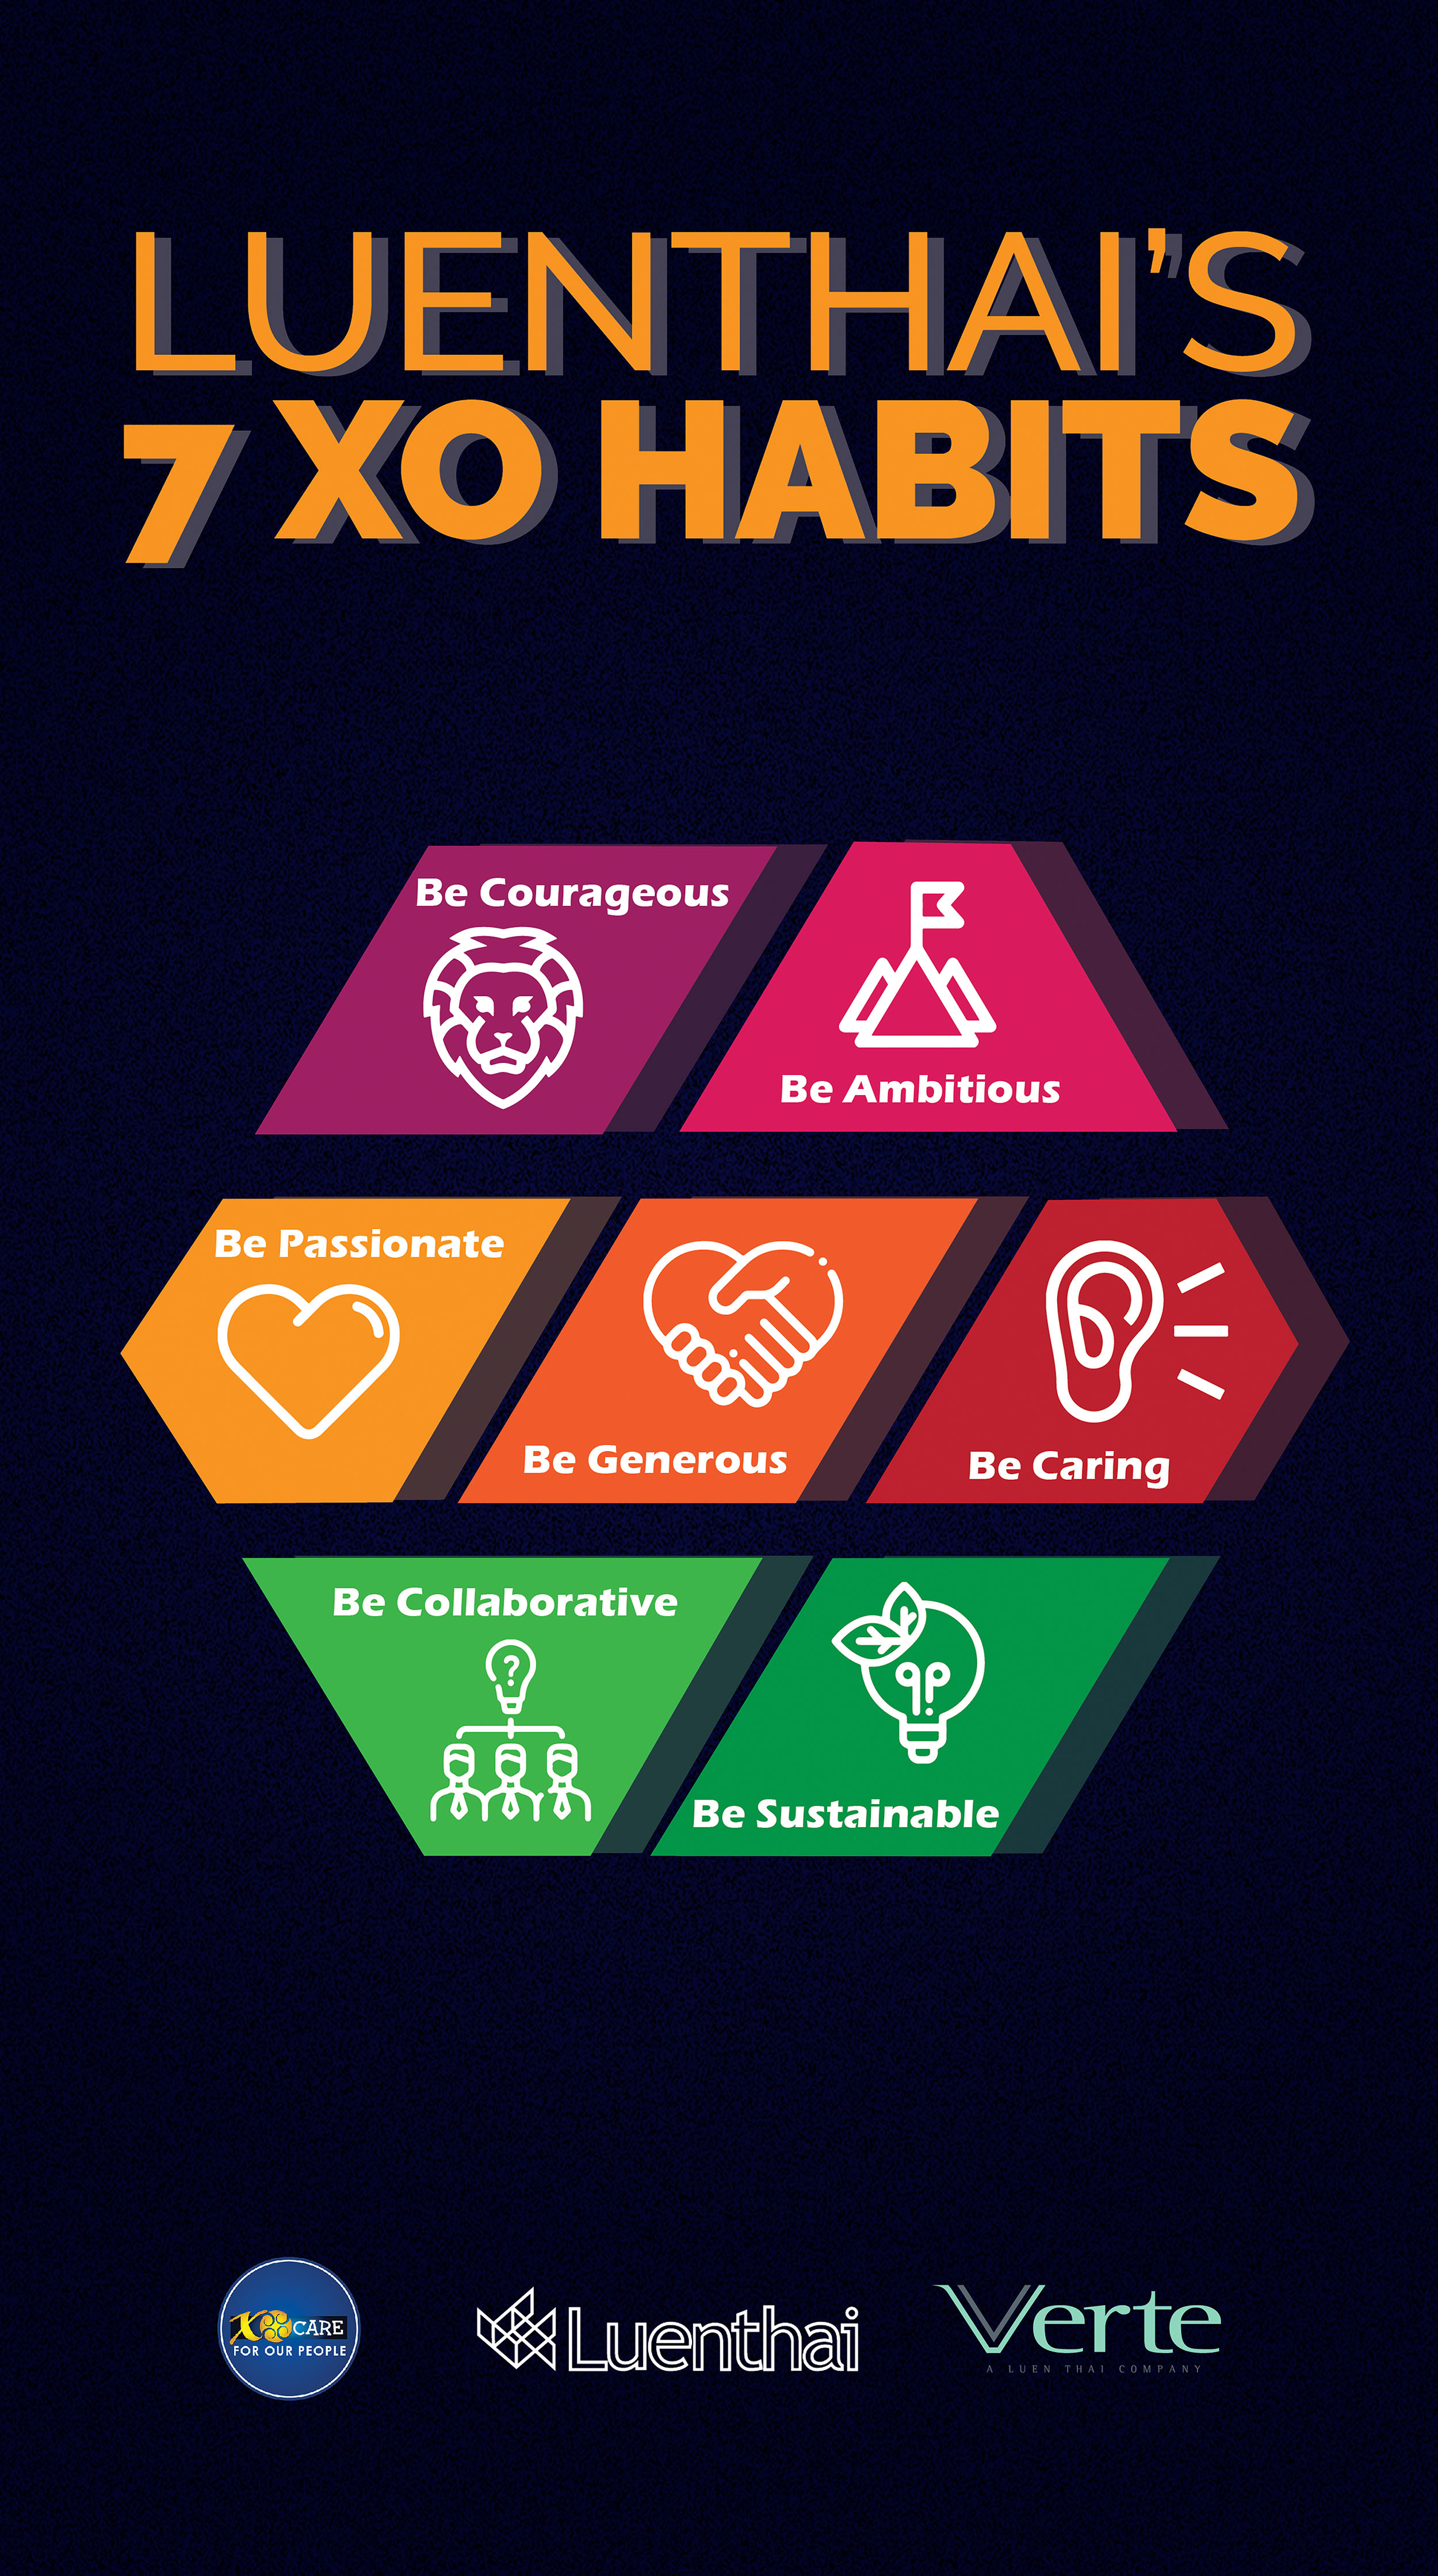 LUENTHAI'S
7 XO HABITS
Be Courageous
Be Ambitious
Be Passionate
Be Generous
Be Caring
Be Collaborative
?
Be Sustainable
XO CARE
FOR OUR PEOPLE
Luenthai
Verte
A LUEN THAI COMPANY